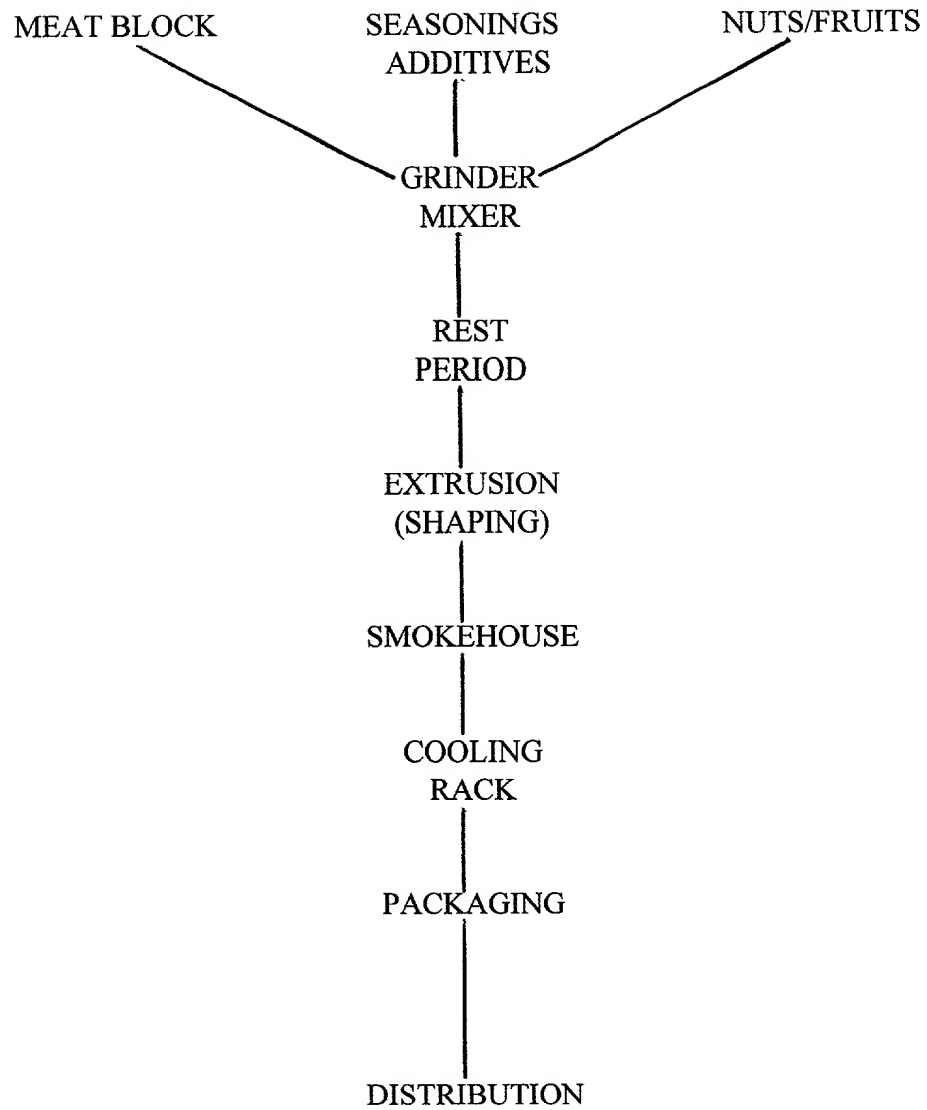 MEAT BLOCK
SEASONINGS
ADDITIVES
NUTS/FRUITS
GRINDER
MIXER
REST
PERIOD
EXTRUSION
(SHAPING)
SMOKEHOUSE
COOLING
RACK
PACKAGING
DISTRIBUTION